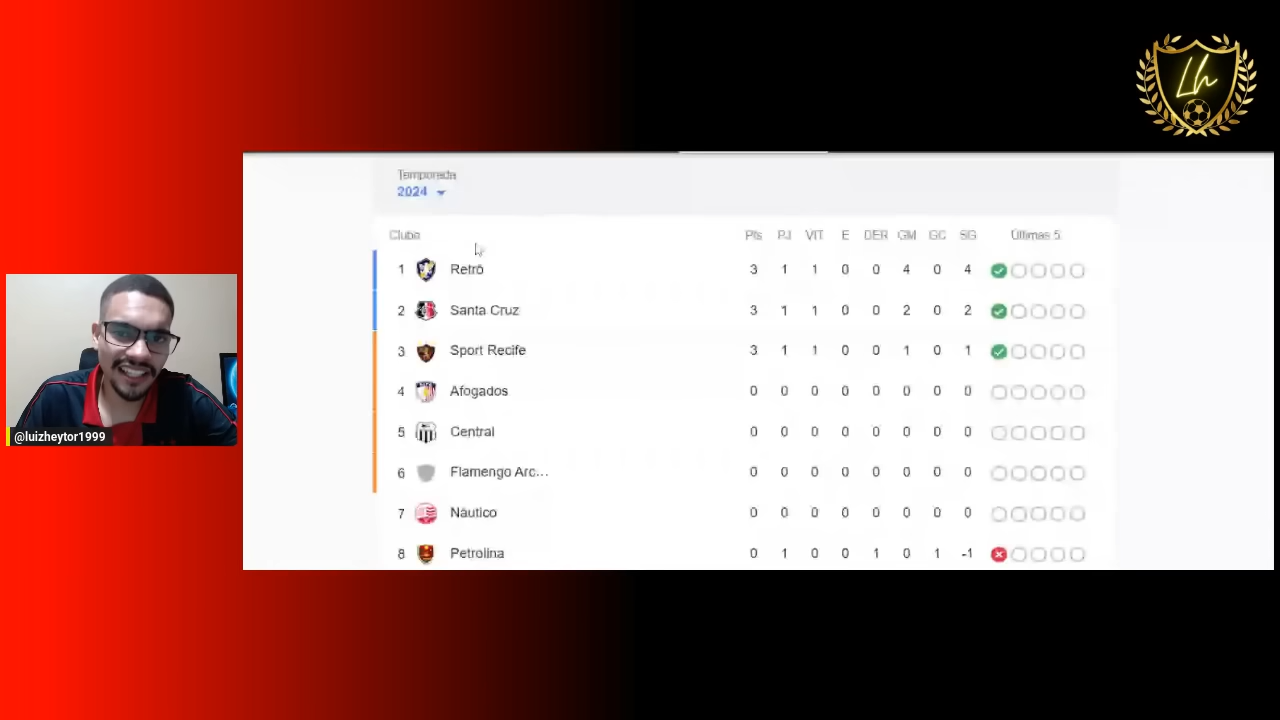 Lh
Temporada
2024
Clube Pts PJ VIT E DER GM GC SG Últimas 5
1 Retrô 3 1 1 0 0 4 0 4
2 Santa Cruz 3 1 1 0 0 2 0 2
3 Sport Recife 3 1 1 0 0 1 0 1
4 Afogados 0 0 0 0 0 0 0 0
5 Central 0 0 0 0 0 0 0 0
6 Flamengo Arc... 0 0 0 0 0 0 0 0
7 Náutico 0 0 0 0 0 0 0 0
8 Petrolina 0 1 0 0 1 0 1 -1
@luizheytor1999